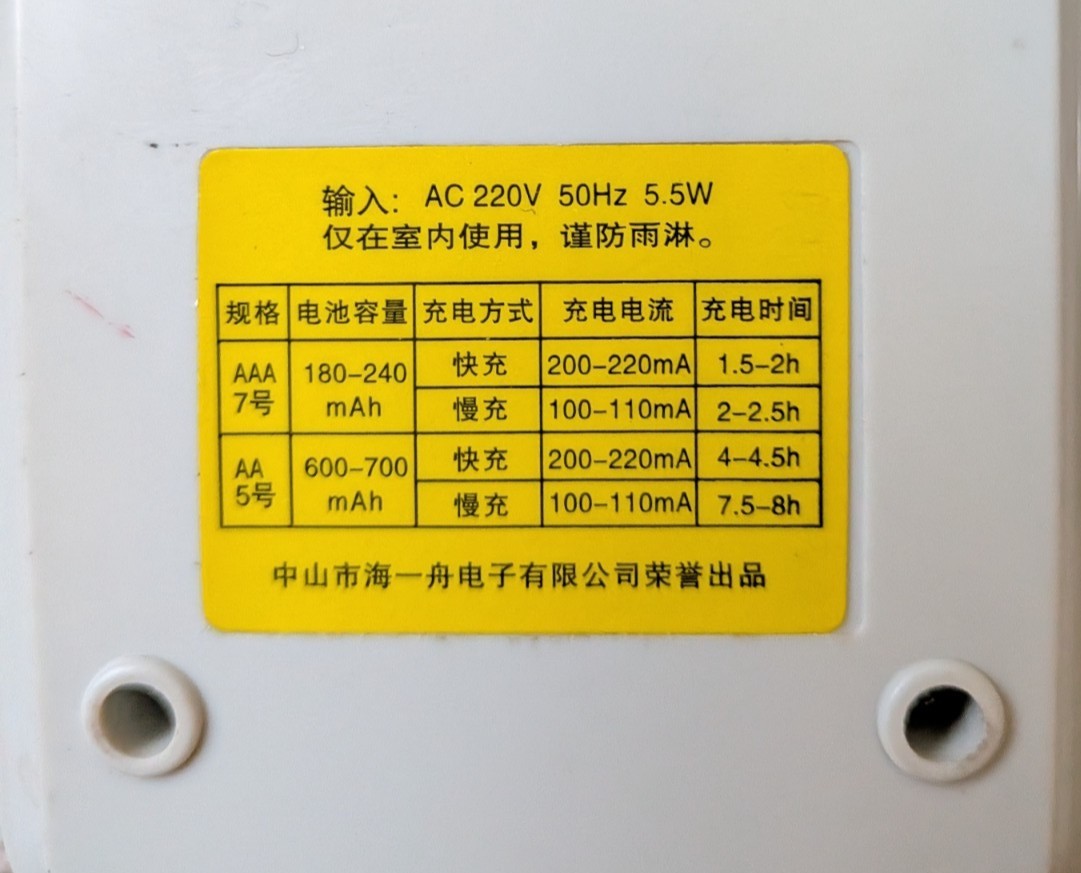 输入: AC 220V 50Hz 5.5W
仅在室内使用，谨防雨淋。
规格 电池容量 充电方式 充电电流 充电时间
AAA 7号 180-240 mAh 快充 200-220mA 1.5-2h
慢充 100-110mA 2-2.5h
AA 5号 600-700 mAh 快充 200-220mA 4-4.5h
慢充 100-110mA 7.5-8h
中山市海一舟电子有限公司荣誉出品